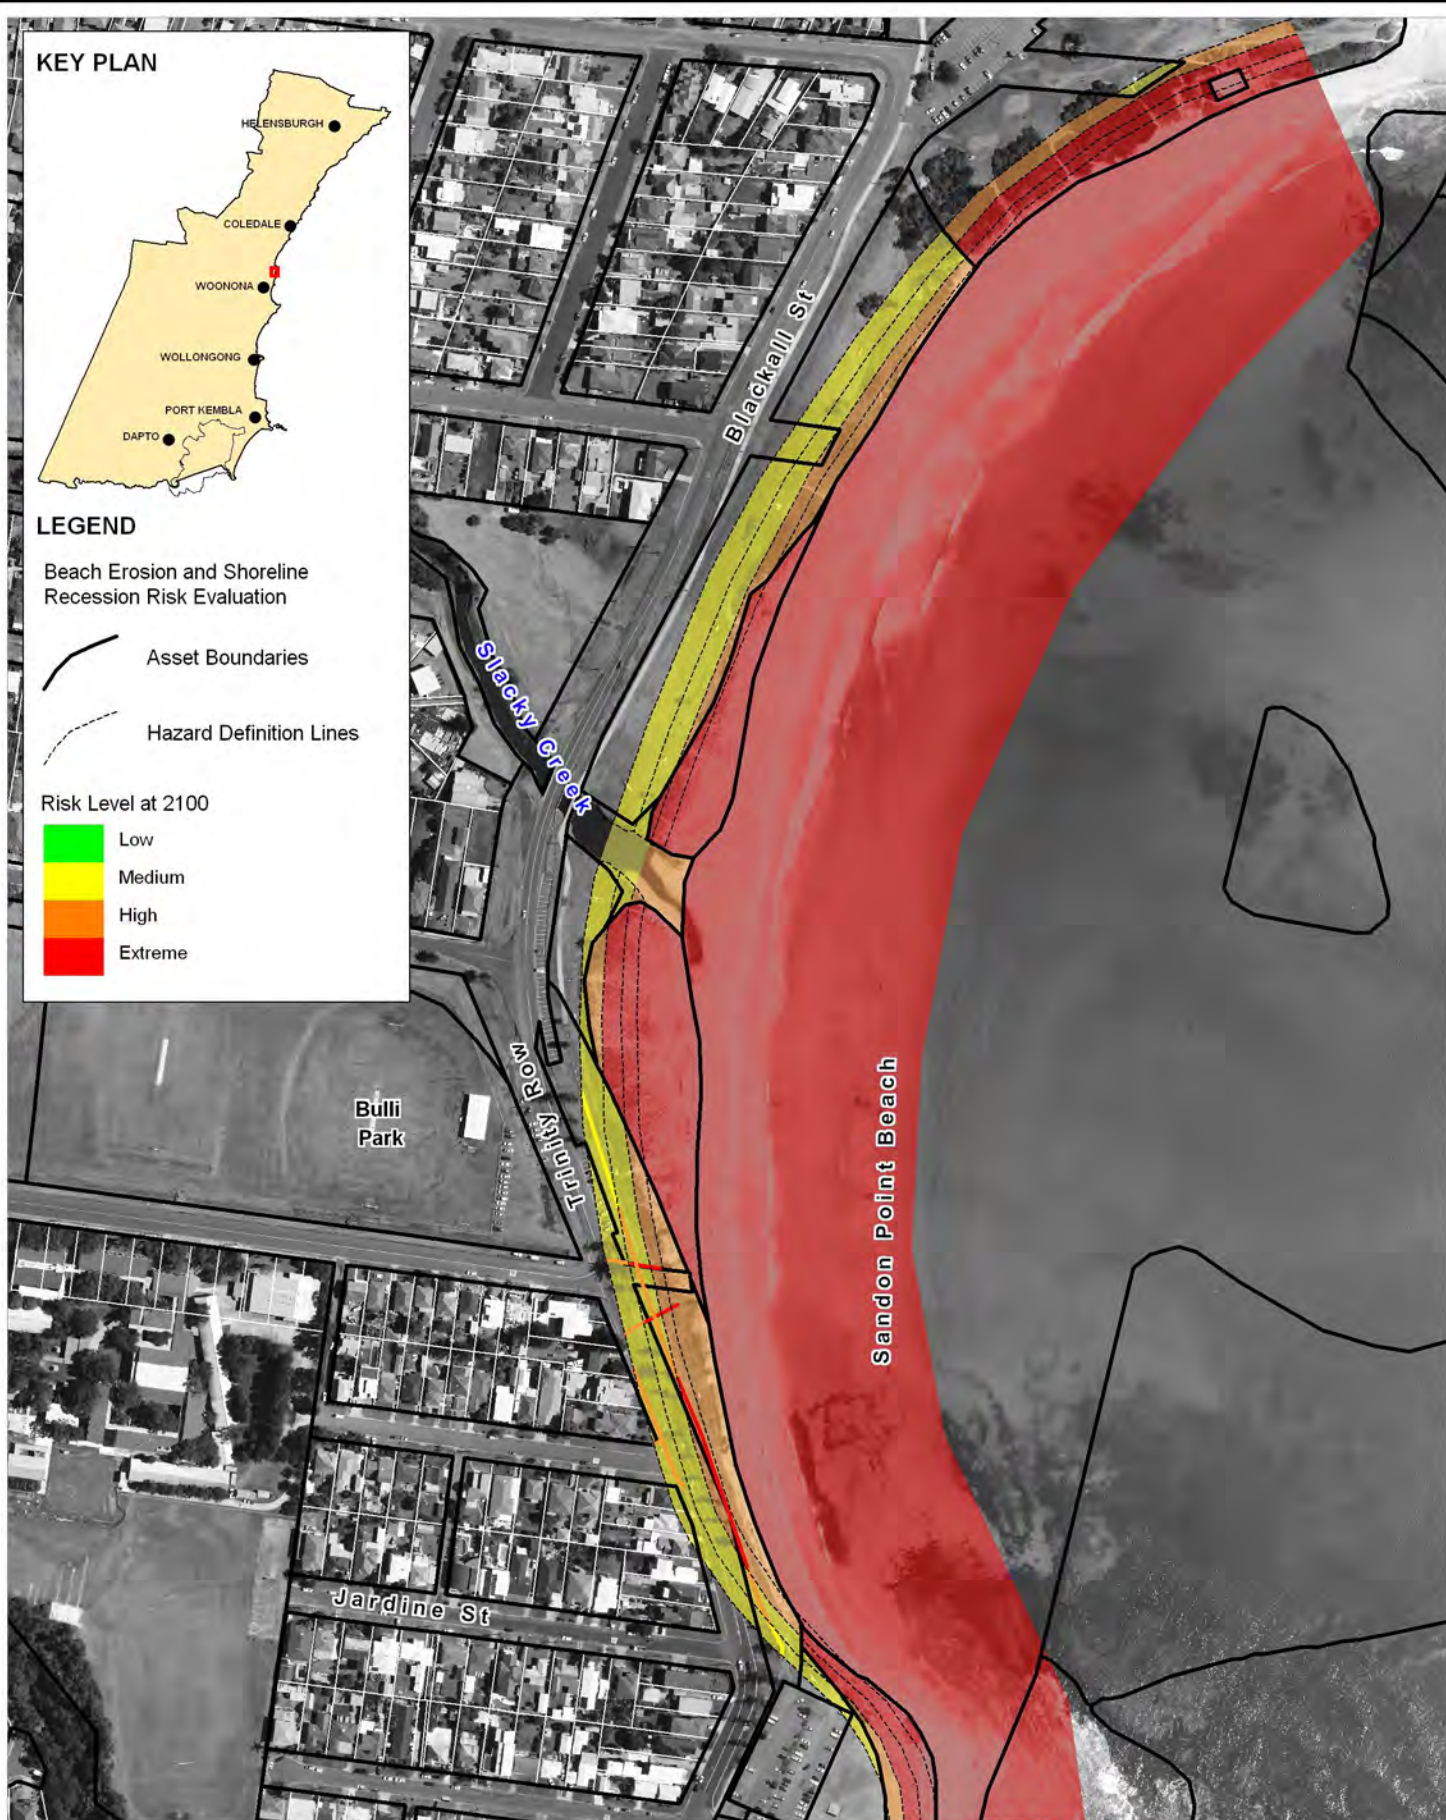 KEY PLAN
HELENSBURGH
COLEDALE
WOONONA
WOLLONGONG
PORT KEMBLA
DAPTO
LEGEND
Beach Erosion and Shoreline
Recession Risk Evaluation
Asset Boundaries
Hazard Definition Lines
Risk Level at 2100
Low
Medium
High
Extreme
Blackall St
Slacky Creek
Trinity Row
Bulli
Park
Sandon Point Beach
Jardine St